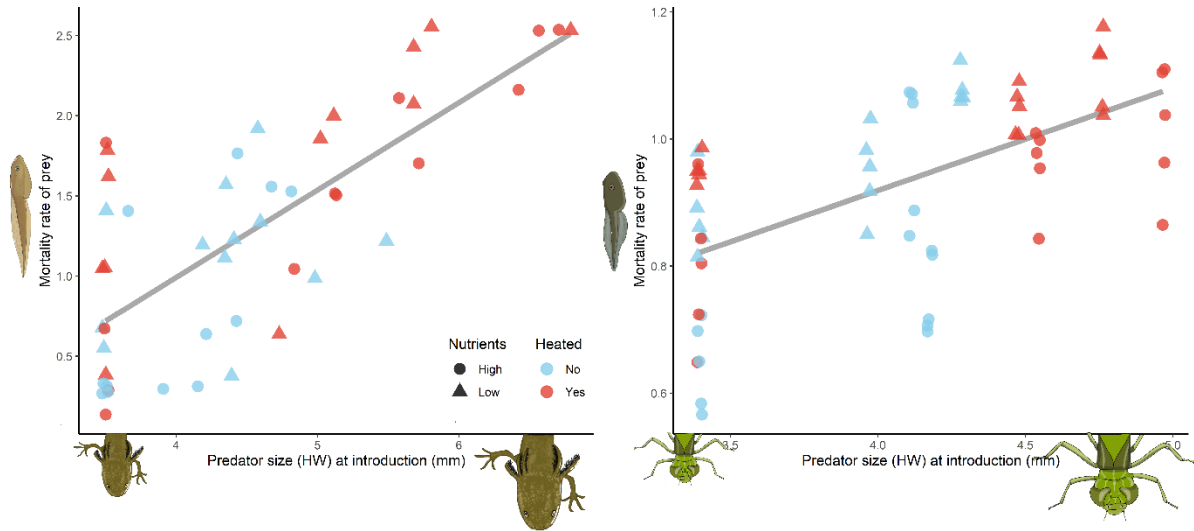 2.5
2.0
1.5
1.0
0.5
Mortality rate of prey
4
5
6
Predator size (HW) at introduction (mm)
Nutrients
High
Low
Heated
No
Yes
1.2
1.0
0.8
0.6
Mortality rate of prey
3.5
4.0
4.5
5.0
Predator size (HW) at introduction (mm)